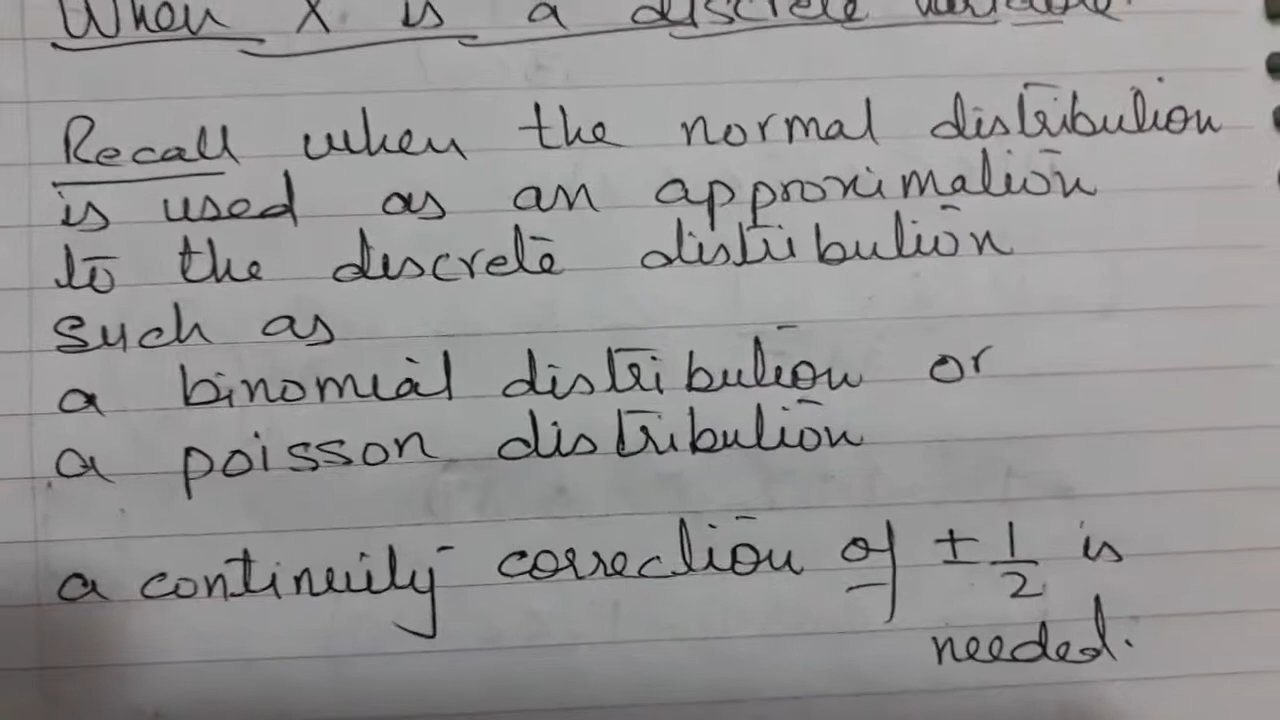 When X is a discrete variable.
Recall when the normal distribution
is used as an approximation
to the discrete distribution
such as
a binomial distribution or
a poisson distribution
a continuity correction of ± 1/2 is
needed.